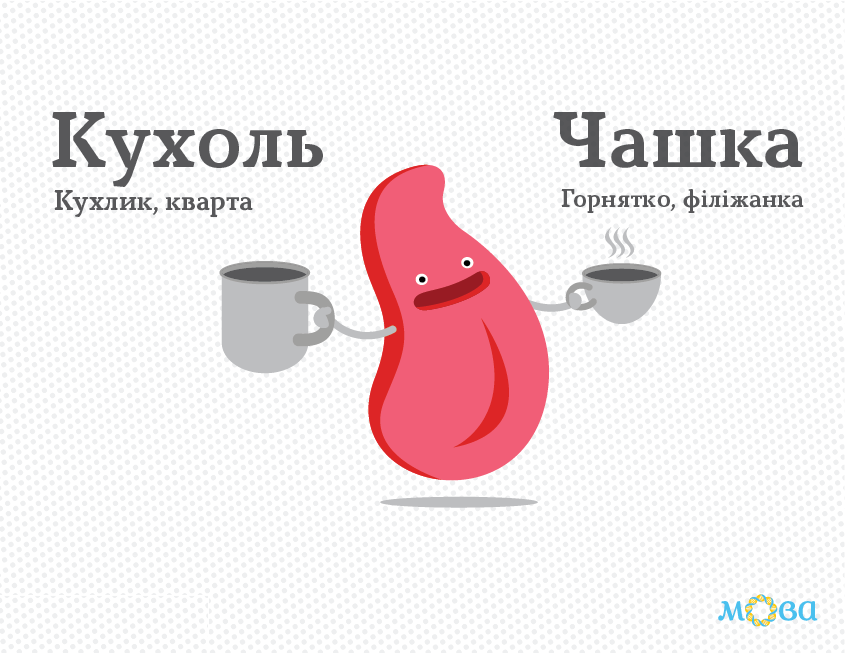 Кухоль
Кухлик, кварта
Чашка
Горнятко, філіжанка
мова